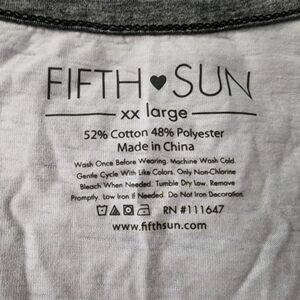 FIFTH♥SUN
xx large
52% Cotton 48% Polyester
Made in China
Wash Once Before Wearing. Machine Wash Cold.
Gentle Cycle With Like Colors. Only Non-Chlorine
Bleach When Needed. Tumble Dry Low. Remove
Promptly. Low Iron If Needed. Do Not Iron Decoration.
RN #111647
www.fifthsun.com